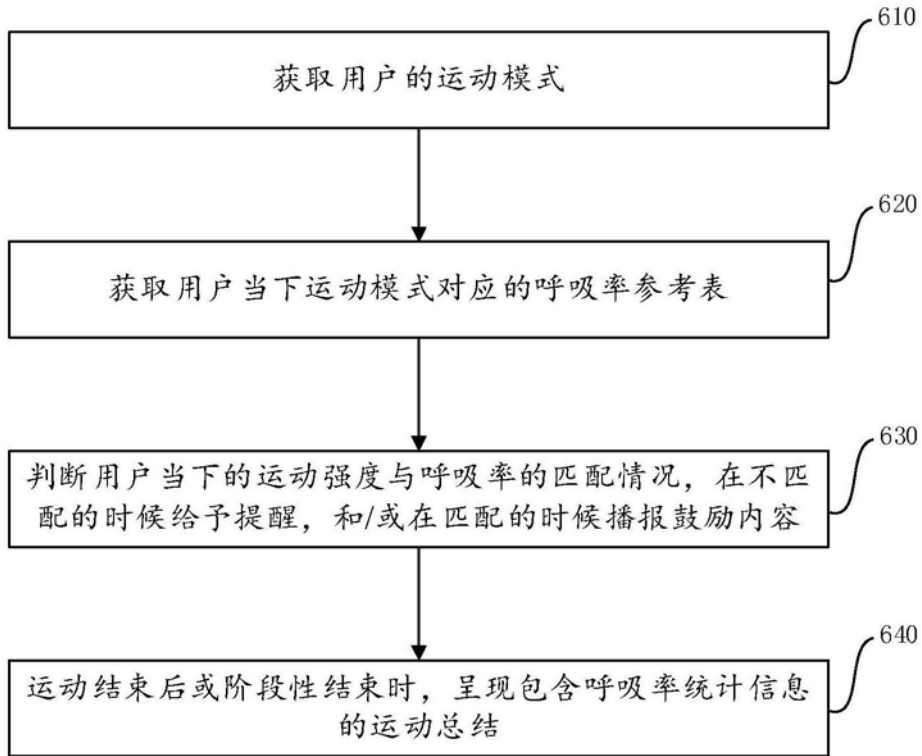 610
获取用户的运动模式
620
获取用户当下运动模式对应的呼吸率参考表
630
判断用户当下的运动强度与呼吸率的匹配情况，在不匹
配的时候给予提醒，和/或在匹配的时候播报鼓励内容
640
运动结束后或阶段性结束时，呈现包含呼吸率统计信息
的运动总结